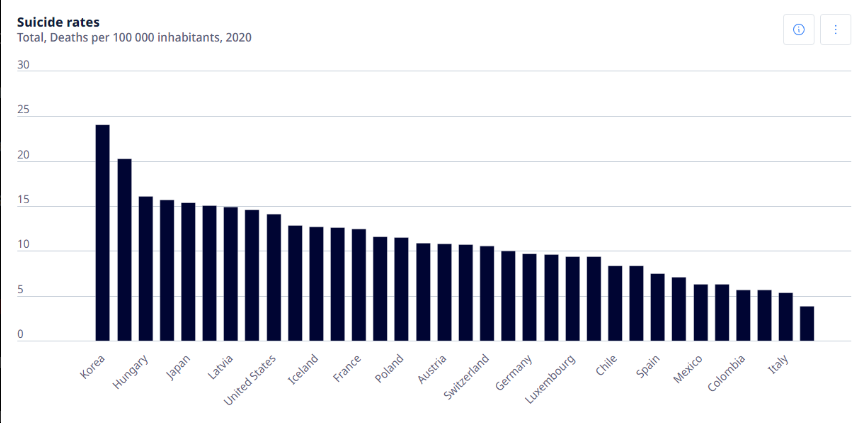 Suicide rates
Total, Deaths per 100 000 inhabitants, 2020
30
25
20
15
10
5
0
Korea
Hungary
Japan
Latvia
United States
Iceland
France
Poland
Austria
Switzerland
Germany
Luxembourg
Chile
Spain
Mexico
Colombia
Italy